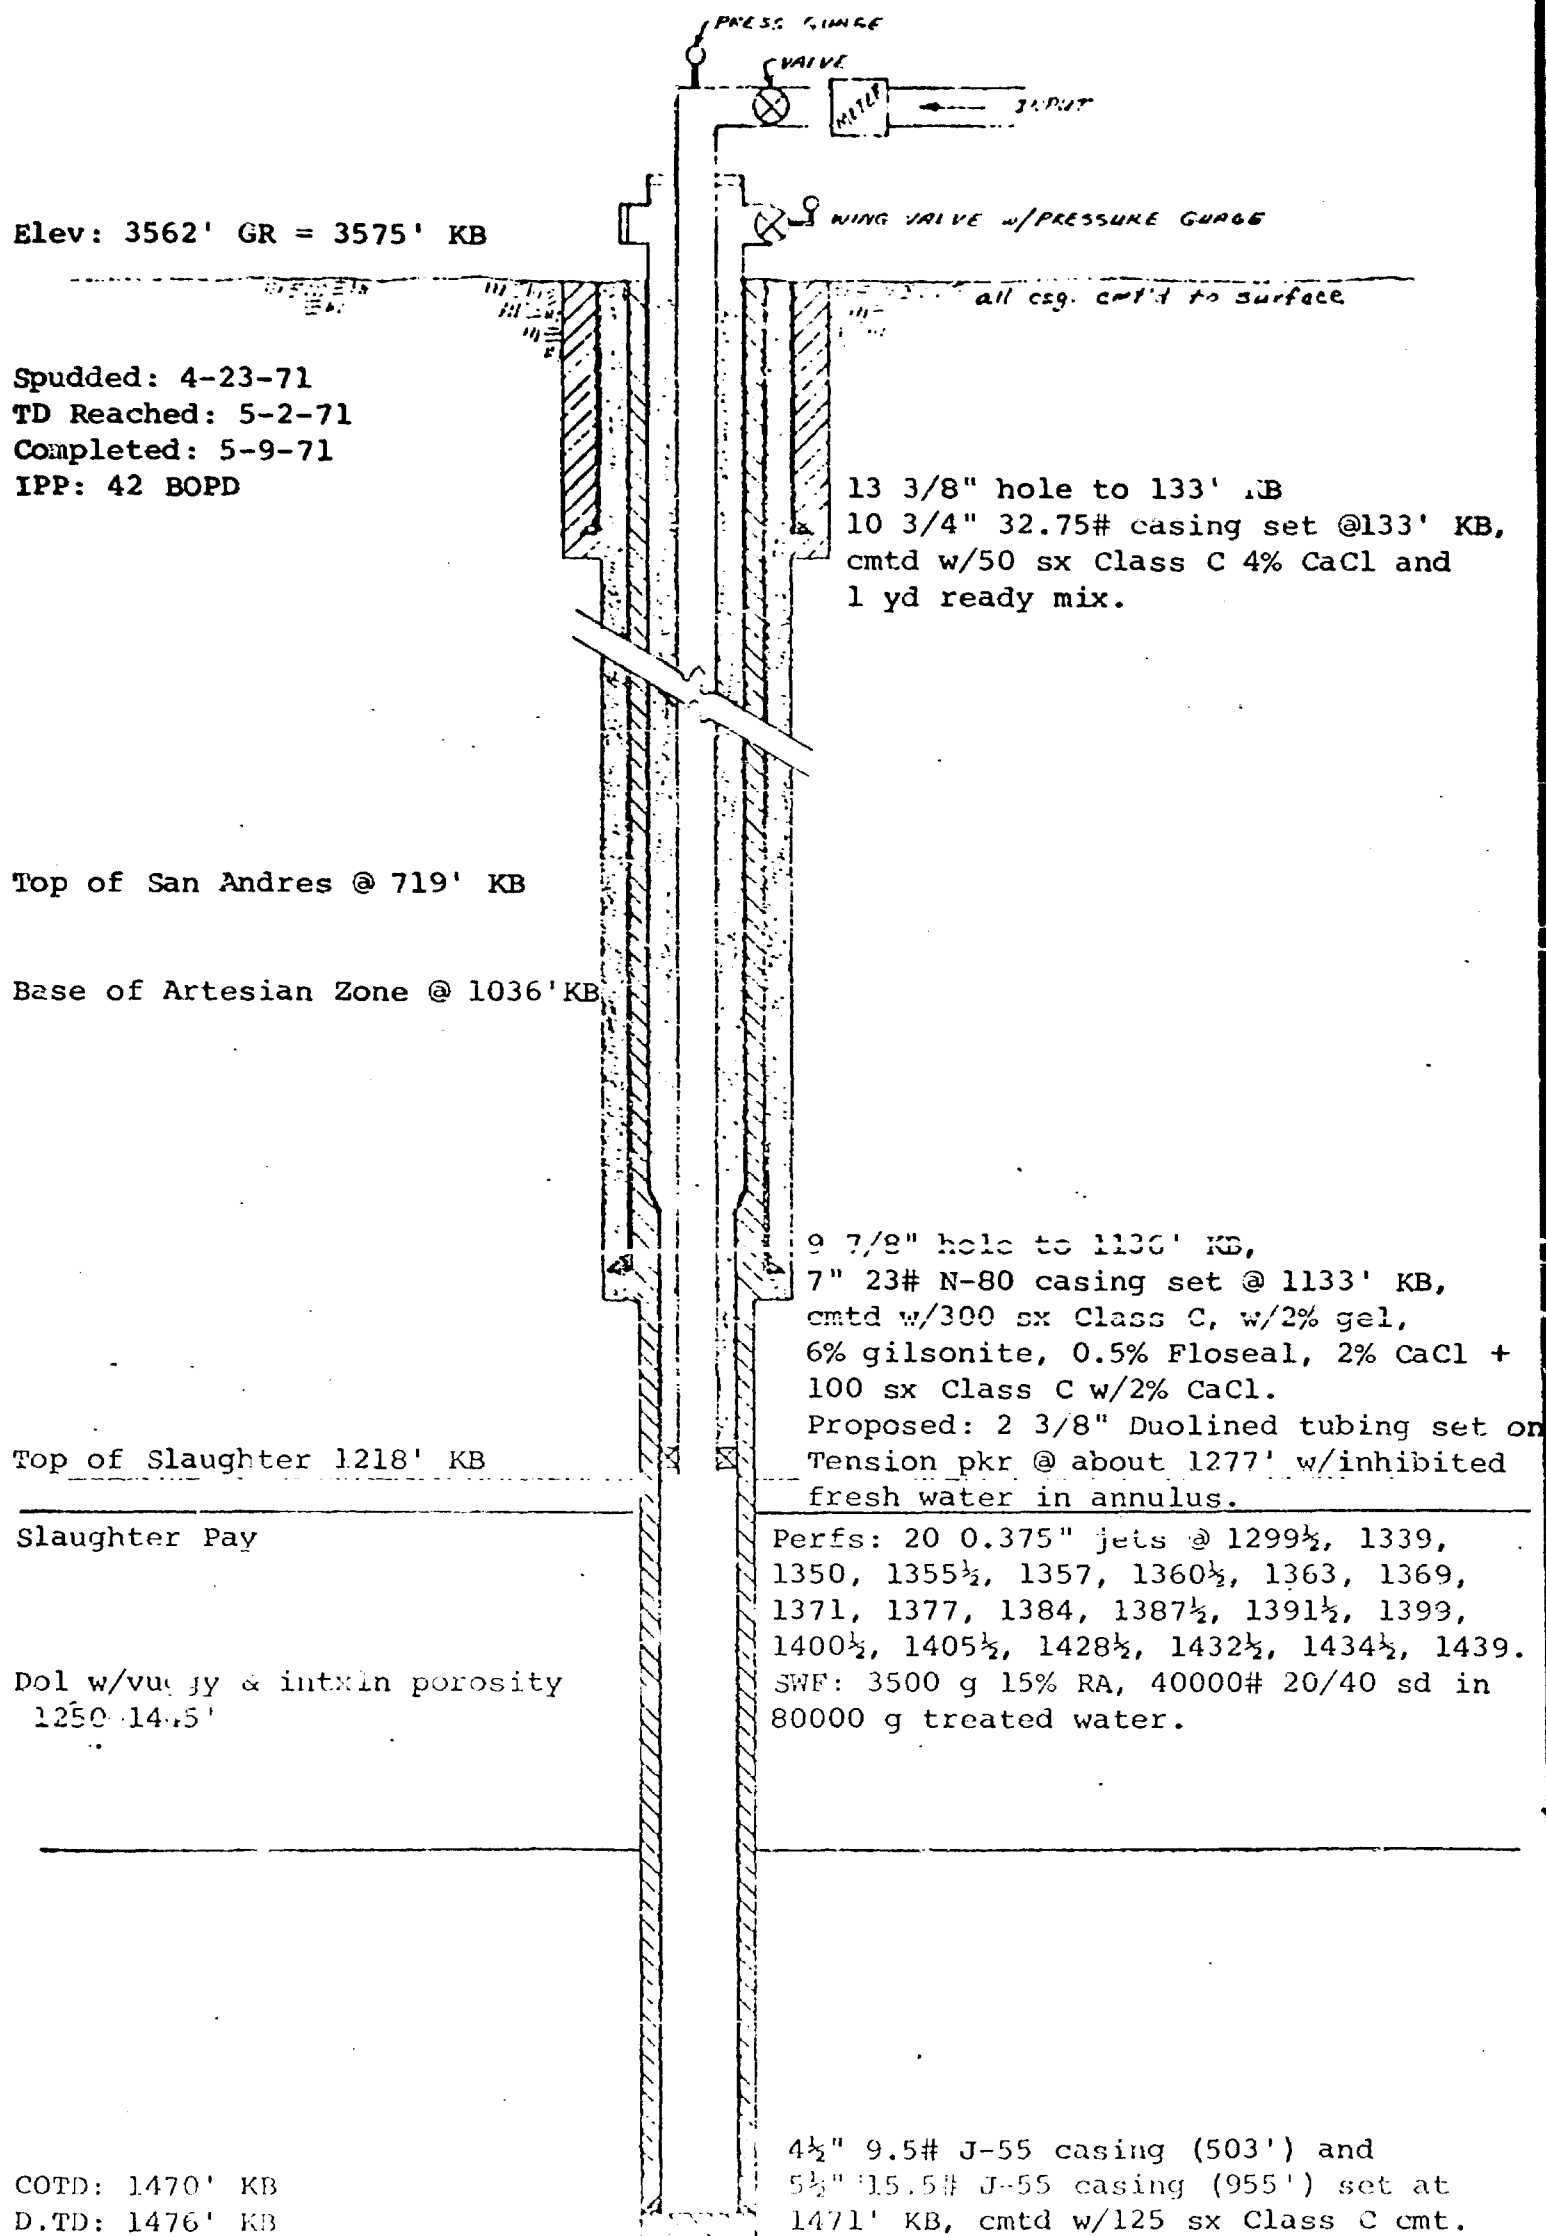 PRESS GUAGE
VALVE
METER
INPUT
Elev: 3562' GR = 3575' KB
WING VALVE w/PRESSURE GUAGE
all csg. cmt'd to surface
Spudded: 4-23-71
TD Reached: 5-2-71
Completed: 5-9-71
IPP: 42 BOPD
13 3/8" hole to 133' KB
10 3/4" 32.75# casing set @133' KB,
cmtd w/50 sx Class C 4% CaCl and
1 yd ready mix.
Top of San Andres @ 719' KB
Base of Artesian Zone @ 1036'KB
9 7/8" hole to 1136' KB,
7" 23# N-80 casing set @ 1133' KB,
cmtd w/300 sx Class C, w/2% gel,
6% gilsonite, 0.5% Floseal, 2% CaCl +
100 sx Class C w/2% CaCl.
Proposed: 2 3/8" Duolined tubing set on
Top of Slaughter 1218' KB
Tension pkr @ about 1277' w/inhibited
fresh water in annulus.
Slaughter Pay
Perfs: 20 0.375" jets @ 1299½, 1339,
1350, 1355½, 1357, 1360½, 1363, 1369,
1371, 1377, 1384, 1387½, 1391½, 1399,
1400½, 1405½, 1428½, 1432½, 1434½, 1439.
Dol w/vuggy & intxln porosity
SWF: 3500 g 15% RA, 40000# 20/40 sd in
1250
80000 g treated water.
4½" 9.5# J-55 casing (503') and
COTD: 1470' KB
5½" 15.5# J-55 casing (955') set at
D.TD: 1476' KB
1471' KB, cmtd w/125 sx Class C cmt.